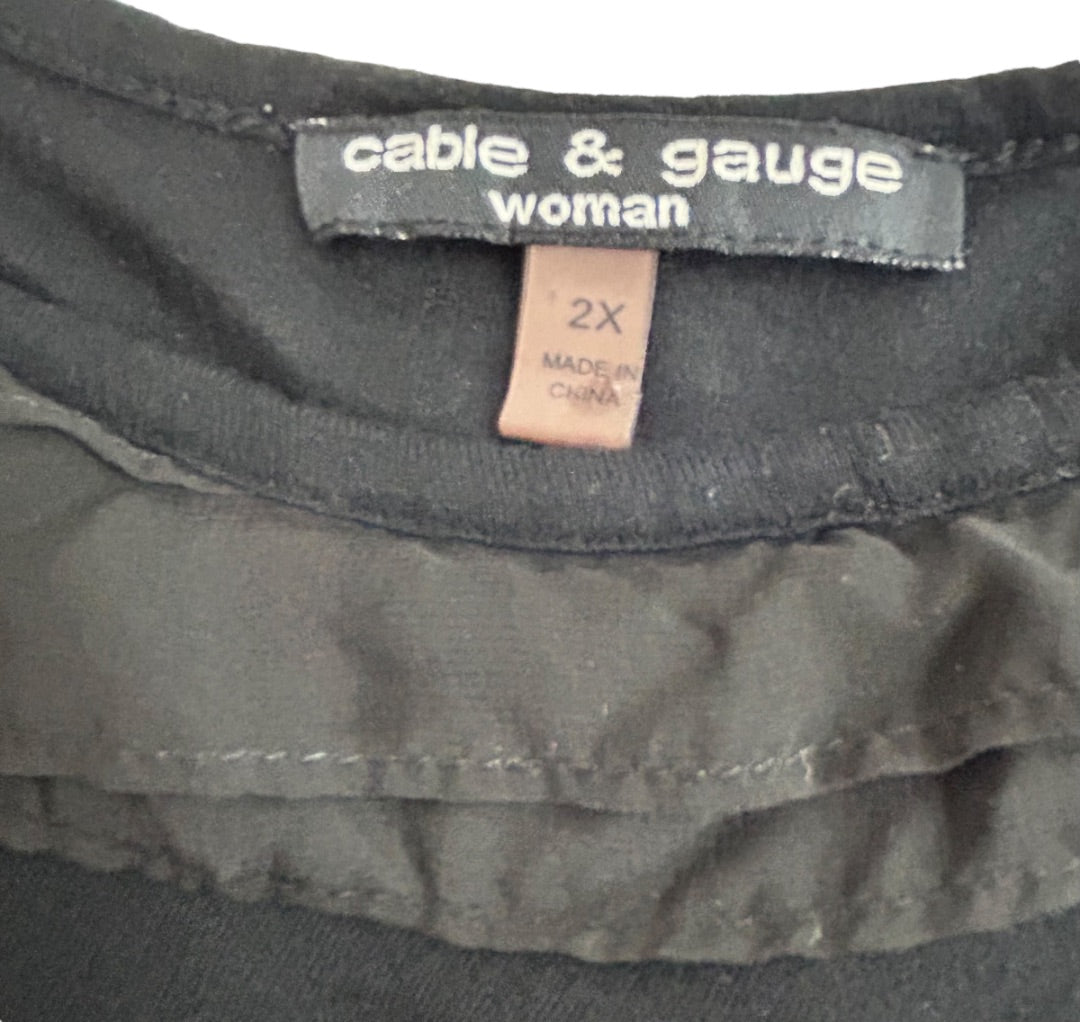 cable & gauge
woman
2X
MADE IN
CHINA